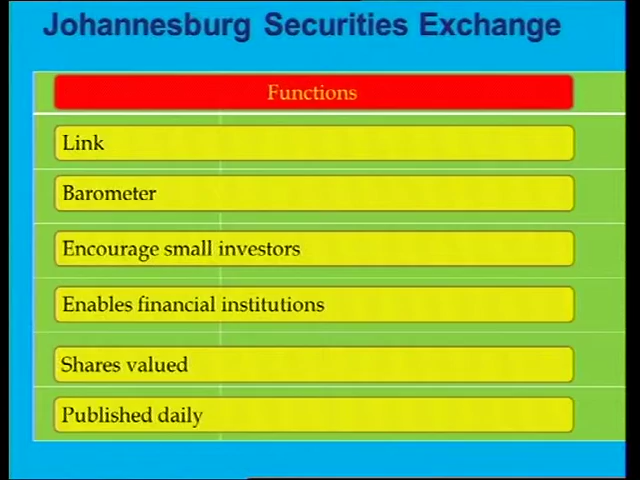 Johannesburg Securities Exchange
Functions
Link
Barometer
Encourage small investors
Enables financial institutions
Shares valued
Published daily